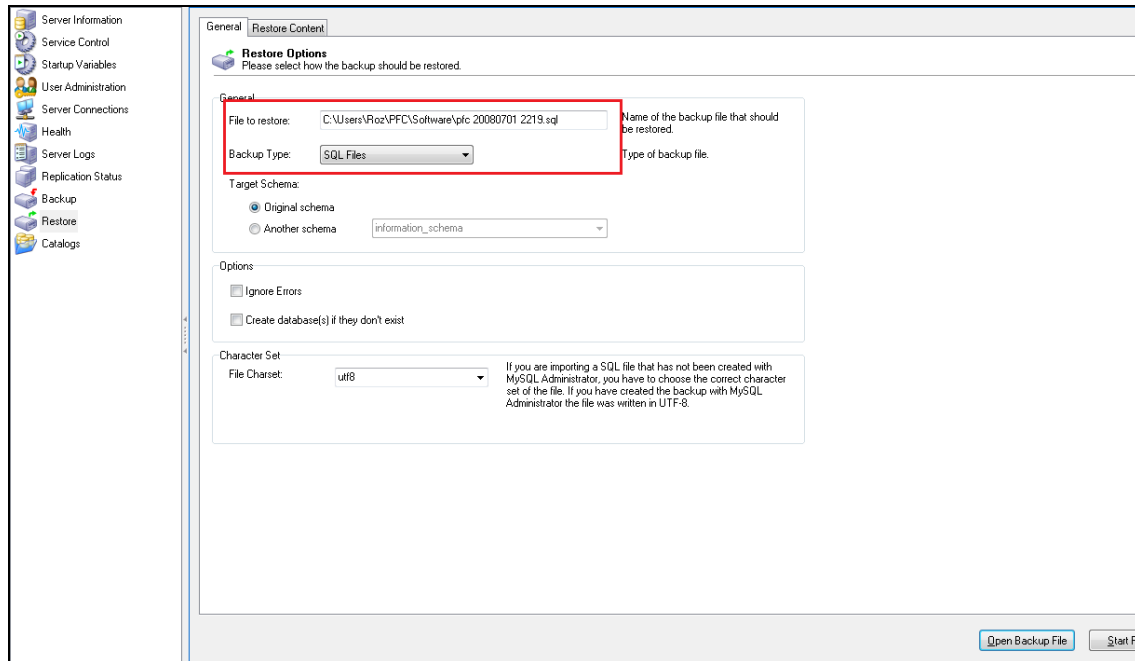 Server Information
Service Control
Startup Variables
User Administration
Server Connections
Health
Server Logs
Replication Status
Backup
Restore
Catalogs
General
Restore Content
Restore Options
Please select how the backup should be restored.
General
File to restore:
C:\Users\Roz\PFC\Software\pfc 20080701 2219.sql
Name of the backup file that should
be restored.
Backup Type:
SQL Files
Type of backup file.
Target Schema:
Original schema
Another schema
information_schema
Options
Ignore Errors
Create database(s) if they don't exist
Character Set
File Charset:
utf8
If you are importing a SQL file that has not been created with
MySQL Administrator, you have to choose the correct character
set of the file. If you have created the backup with MySQL
Administrator the file was written in UTF-8.
Open Backup File
Start